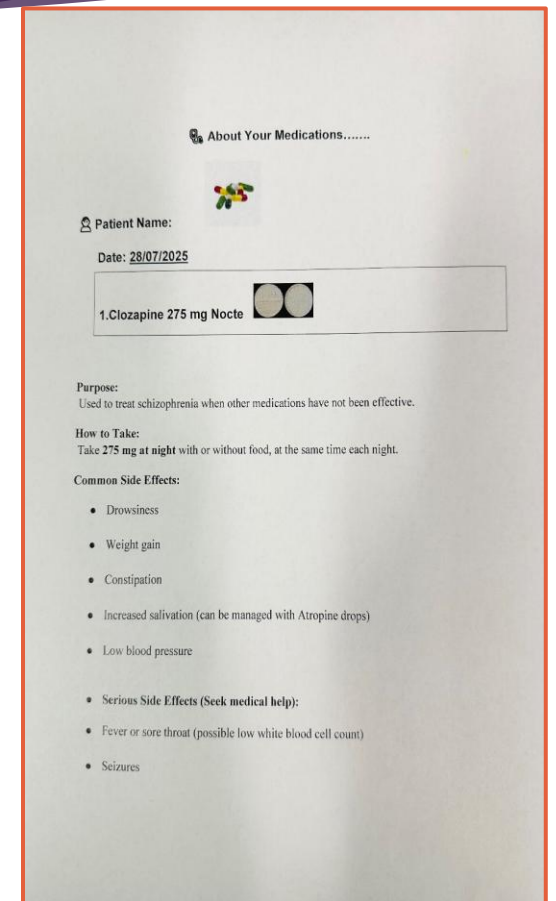 About Your Medications.......
Patient Name:
Date: 28/07/2025
1.Clozapine 275 mg Nocte
Purpose:
Used to treat schizophrenia when other medications have not been effective.
How to Take:
Take 275 mg at night with or without food, at the same time each night.
Common Side Effects:
• Drowsiness
• Weight gain
• Constipation
• Increased salivation (can be managed with Atropine drops)
• Low blood pressure
• Serious Side Effects (Seek medical help):
• Fever or sore throat (possible low white blood cell count)
• Seizures